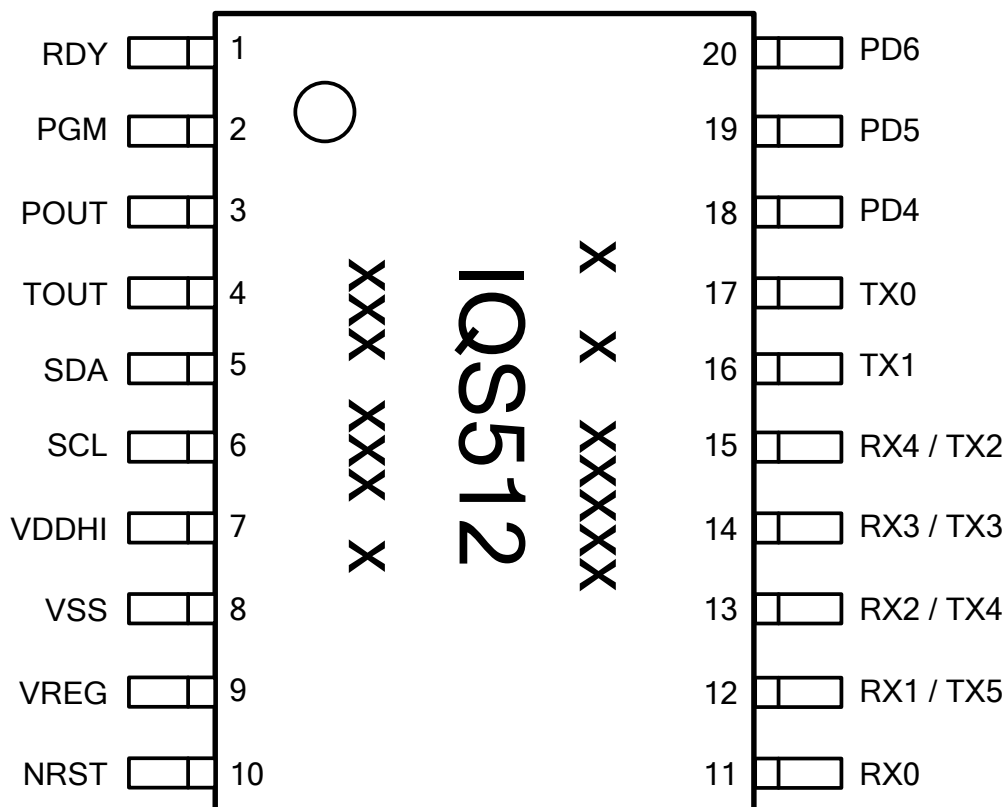 RDY 1
PGM 2
POUT 3
TOUT 4
SDA 5
SCL 6
VDDHI 7
VSS 8
VREG 9
NRST 10
XXX XXX X
IQS512
X X XXXXX
20 PD6
19 PD5
18 PD4
17 TX0
16 TX1
15 RX4 / TX2
14 RX3 / TX3
13 RX2 / TX4
12 RX1 / TX5
11 RX0